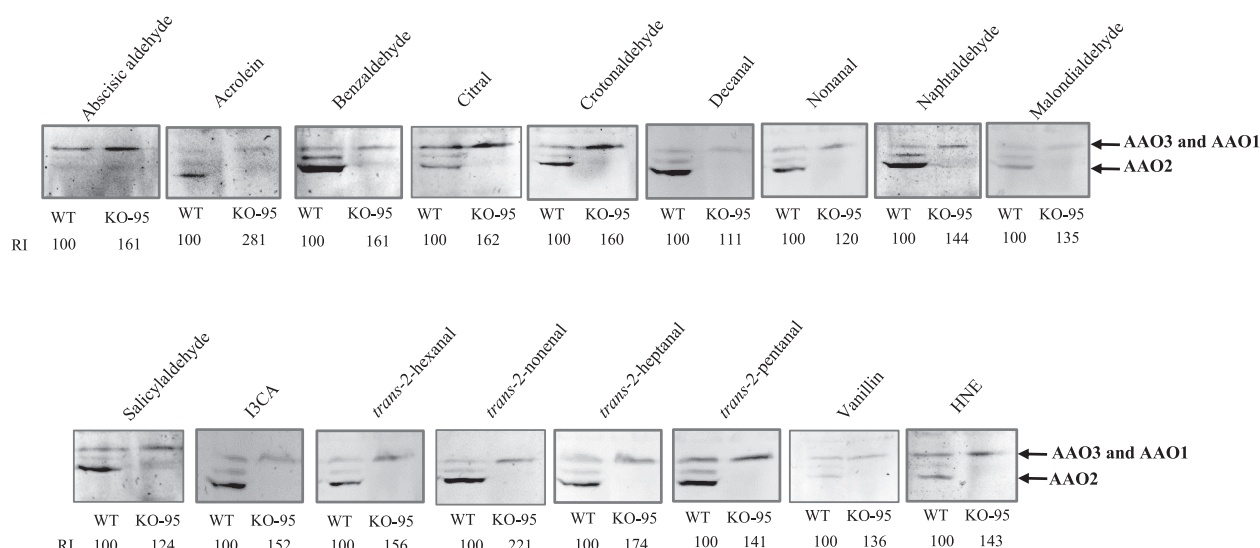 Abscisic aldehyde Acrolein Benzaldehyde Citral Crotonaldehyde Decanal Nonanal Naphtaldehyde Malondialdehyde
AAO3 and AAO1
AAO2
WT KO-95 WT KO-95 WT KO-95 WT KO-95 WT KO-95 WT KO-95 WT KO-95 WT KO-95 WT KO-95
RI 100 161 100 281 100 161 100 162 100 160 100 111 100 120 100 144 100 135
Salicylaldehyde I3CA trans-2-hexanal trans-2-nonenal trans-2-heptanal trans-2-pentanal Vanillin HNE
AAO3 and AAO1
AAO2
WT KO-95 WT KO-95 WT KO-95 WT KO-95 WT KO-95 WT KO-95 WT KO-95 WT KO-95
RI 100 124 100 152 100 156 100 221 100 174 100 141 100 136 100 143